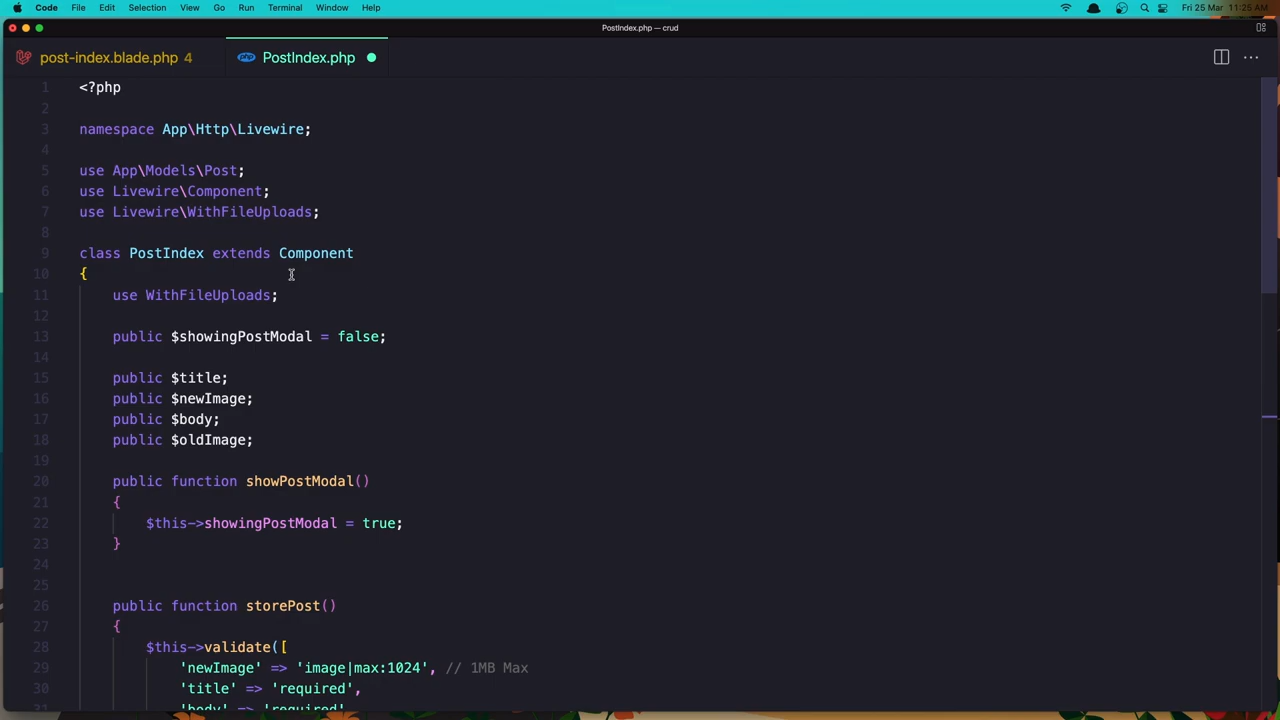 Code File Edit Selection View Go Run Terminal Window Help Fri 25 Mar 11:25 AM
PostIndex.php — crud
post-index.blade.php 4 php PostIndex.php
1 <?php
2
3 namespace App\Http\Livewire;
4
5 use App\Models\Post;
6 use Livewire\Component;
7 use Livewire\WithFileUploads;
8
9 class PostIndex extends Component
10 {
11 use WithFileUploads;
12
13 public $showingPostModal = false;
14
15 public $title;
16 public $newImage;
17 public $body;
18 public $oldImage;
19
20 public function showPostModal()
21 {
22 $this->showingPostModal = true;
23 }
24
25
26 public function storePost()
27 {
28 $this->validate([
29 'newImage' => 'image|max:1024', // 1MB Max
30 'title' => 'required',
31 'body' => 'required'